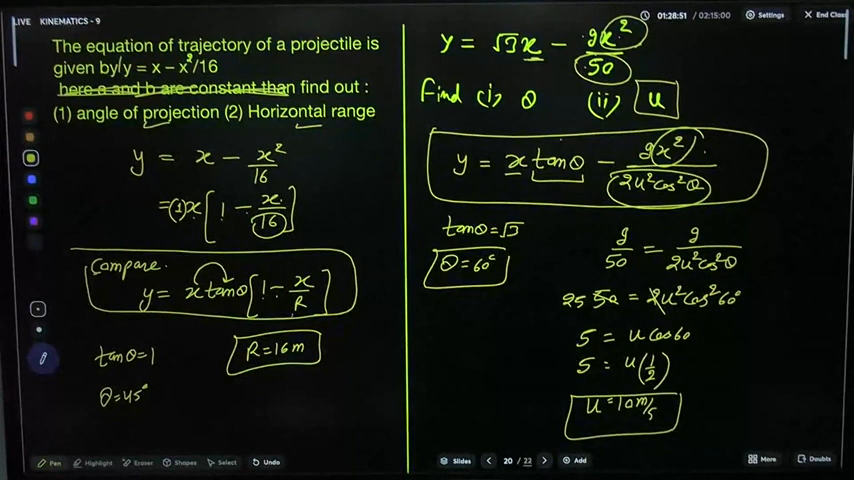 LIVE KINEMATICS - 9
01:28:51 / 02:15:00 Settings End Class
The equation of trajectory of a projectile is
given by y = x – x²/16
here a and b are constant than find out :
(1) angle of projection (2) Horizontal range
y = x - x²/16
=(1)x[1 - x/16]
Compare
y = x tanθ [1 - x/R]
tanθ = 1
R = 16m
θ = 45°
y = √3x - gx²/50
Find (i) θ (ii) u
y = x tanθ - gx²/2u²cos²θ
tanθ = √3
θ = 60°
g/50 = g/2u²cos²θ
25 50 = 2u²cos²60°
5 = u cos60
5 = u(1/2)
u = 10m/s
Pen Highlight Eraser Shapes Select Undo
Slides 20 / 22 Add
More Doubts